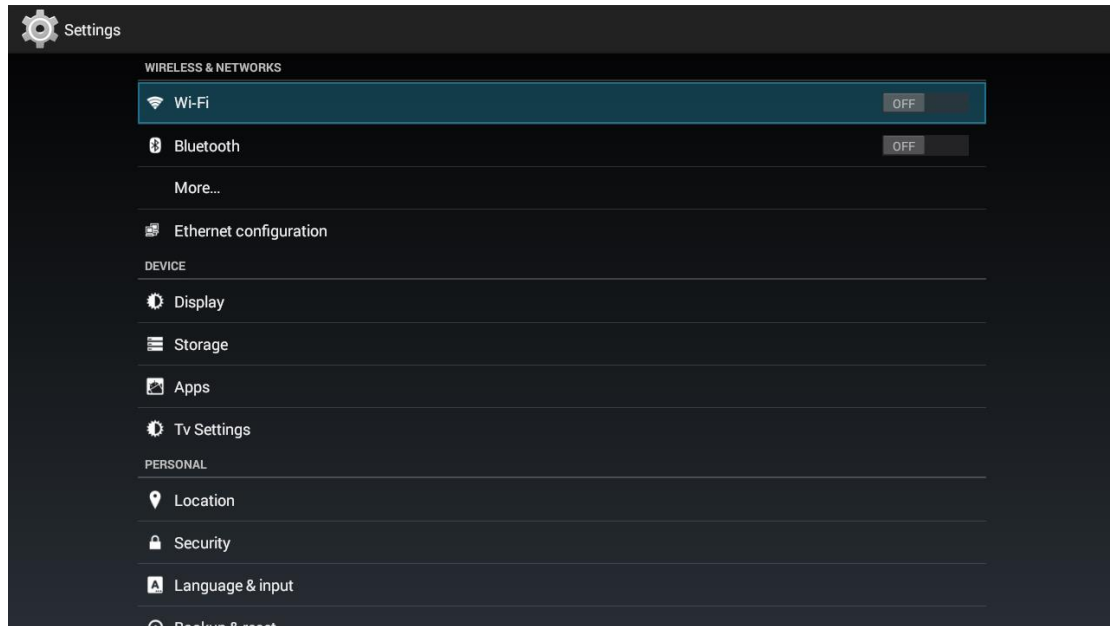 Settings
WIRELESS & NETWORKS
Wi-Fi OFF
Bluetooth OFF
More...
Ethernet configuration
DEVICE
Display
Storage
Apps
Tv Settings
PERSONAL
Location
Security
Language & input